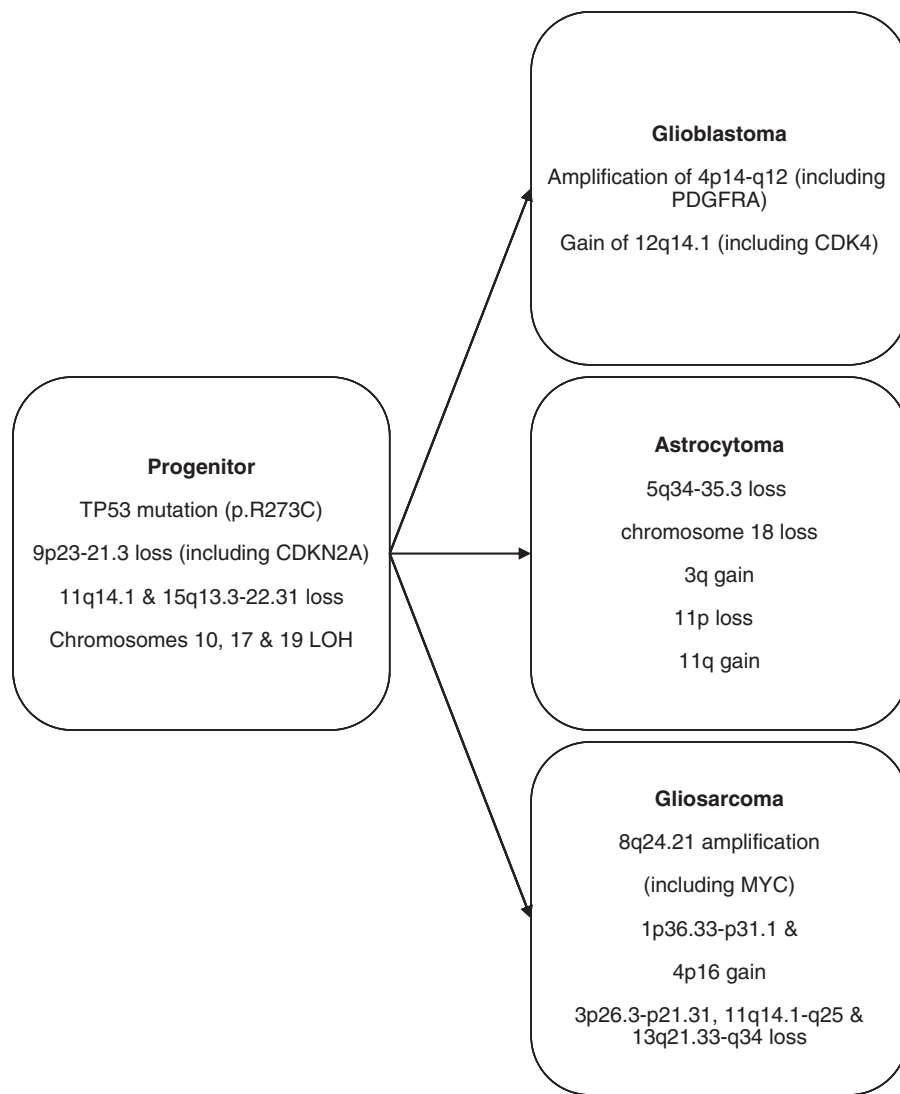 Glioblastoma
Amplification of 4p14-q12 (including
PDGFRA)
Gain of 12q14.1 (including CDK4)
Progenitor
TP53 mutation (p.R273C)
9p23-21.3 loss (including CDKN2A)
11q14.1 & 15q13.3-22.31 loss
Chromosomes 10, 17 & 19 LOH
Astrocytoma
5q34-35.3 loss
chromosome 18 loss
3q gain
11p loss
11q gain
Gliosarcoma
8q24.21 amplification
(including MYC)
1p36.33-p31.1 &
4p16 gain
3p26.3-p21.31, 11q14.1-q25 &
13q21.33-q34 loss